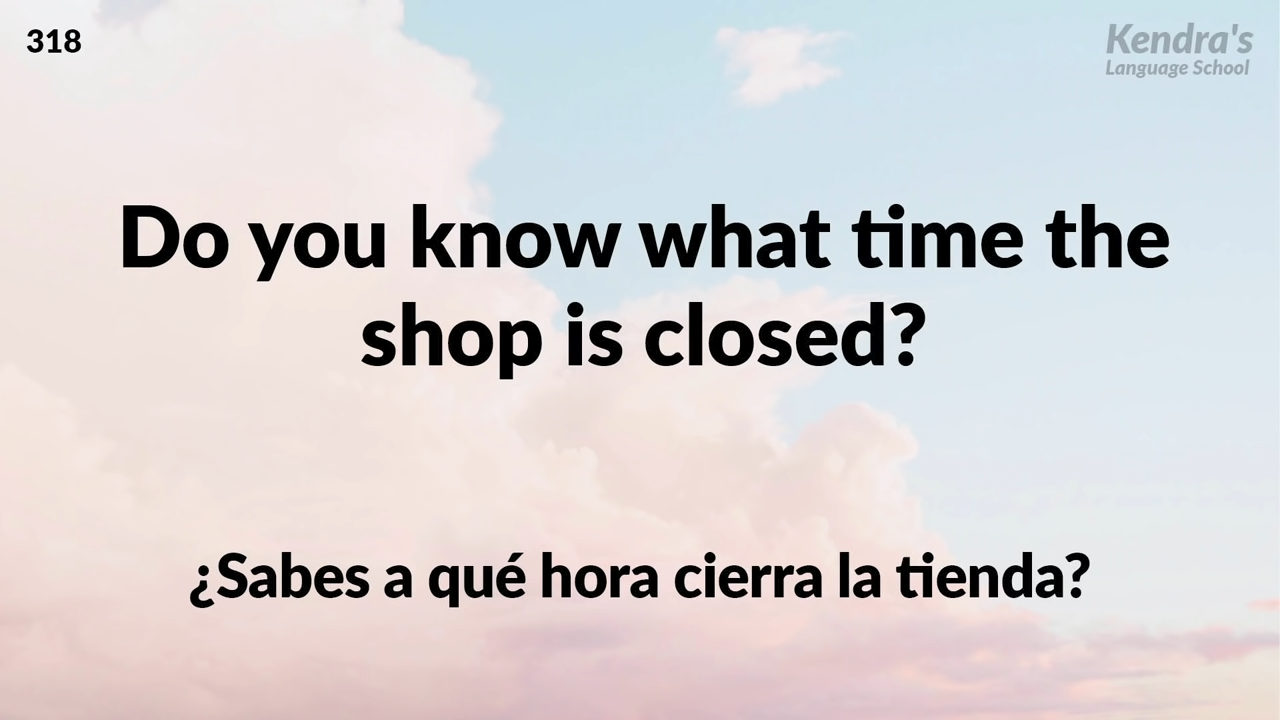 318
Kendra's
Language School
Do you know what time the
shop is closed?
¿Sabes a qué hora cierra la tienda?